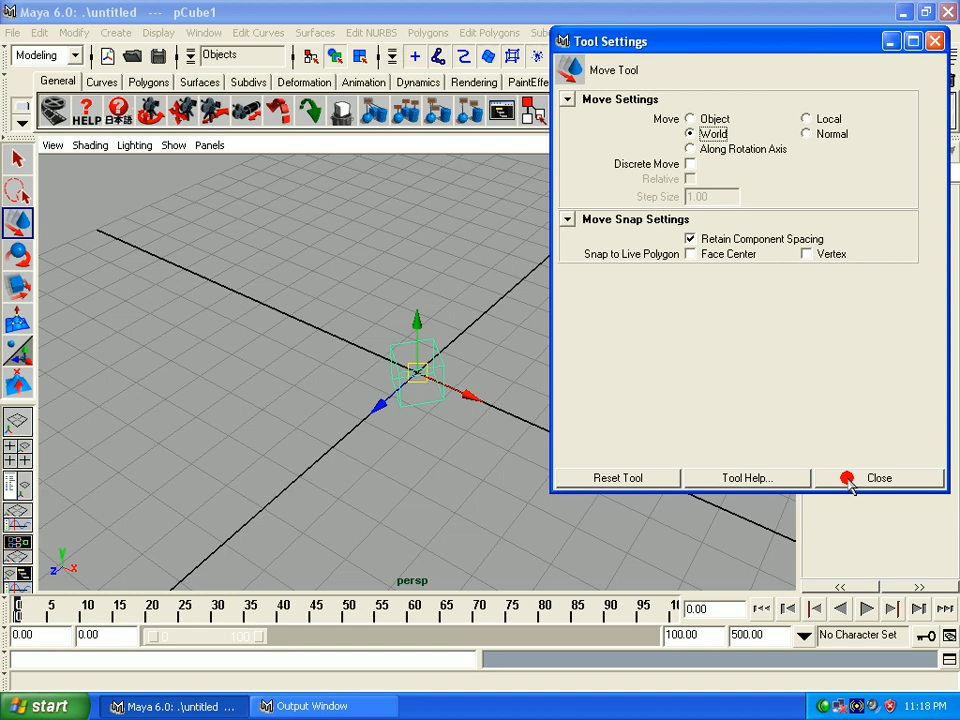 Maya 6.0: .\untitled --- pCube1
File Edit Modify Create Display Window Edit Curves Surfaces Edit NURBS Polygons Edit Polygons Sub
Modeling Objects
General Curves Polygons Surfaces Subdivs Deformation Animation Dynamics Rendering PaintEffe
HELP 日本語
View Shading Lighting Show Panels
Tool Settings
Move Tool
Move Settings
Move Object Local
World Normal
Along Rotation Axis
Discrete Move
Relative
Step Size 1.00
Move Snap Settings
Retain Component Spacing
Snap to Live Polygon Face Center Vertex
Reset Tool Tool Help... Close
y
z x
persp
<< >>
5 10 15 20 25 30 35 40 45 50 55 60 65 70 75 80 85 90 95 10 0.00
0.00 0.00 0 100 100.00 500.00 No Character Set
start Maya 6.0: .\untitled ... Output Window 11:18 PM